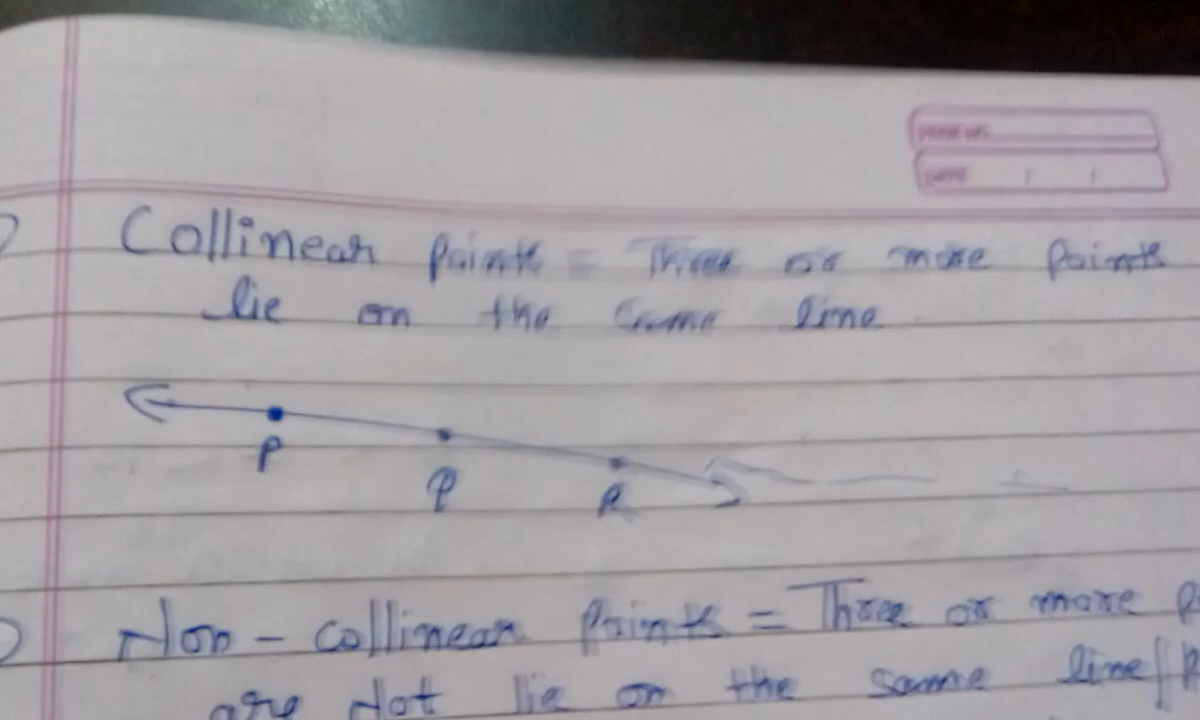 Collinear Points = Three or more Points
lie on the same line
P
Q
R
Non - collinear Points = Three or more
are Not lie on the same line